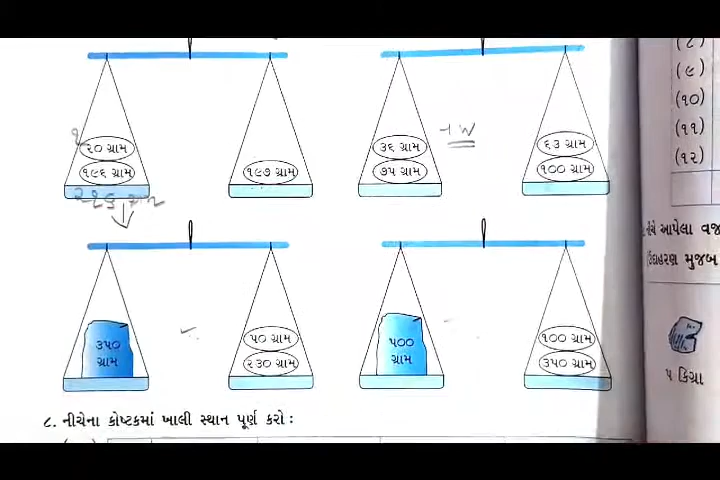 ૨૦ ગ્રામ
૧૯૬ ગ્રામ
૧૯૭ ગ્રામ
૩૬ ગ્રામ
૭૫ ગ્રામ
૬૩ ગ્રામ
૧૦૦ ગ્રામ
૩૫૦
ગ્રામ
૫૦ ગ્રામ
૨૩૦ ગ્રામ
૫૦૦
ગ્રામ
૧૦૦ ગ્રામ
૩૫૦ ગ્રામ
૮. નીચેના કોષ્ટકમાં ખાલી સ્થાન પૂર્ણ કરો :
(૯)
(૧૦)
(૧૧)
(૧૨)
નીચે આપેલા વજ
ઉદાહરણ મુજબ
૫ કિગ્રા